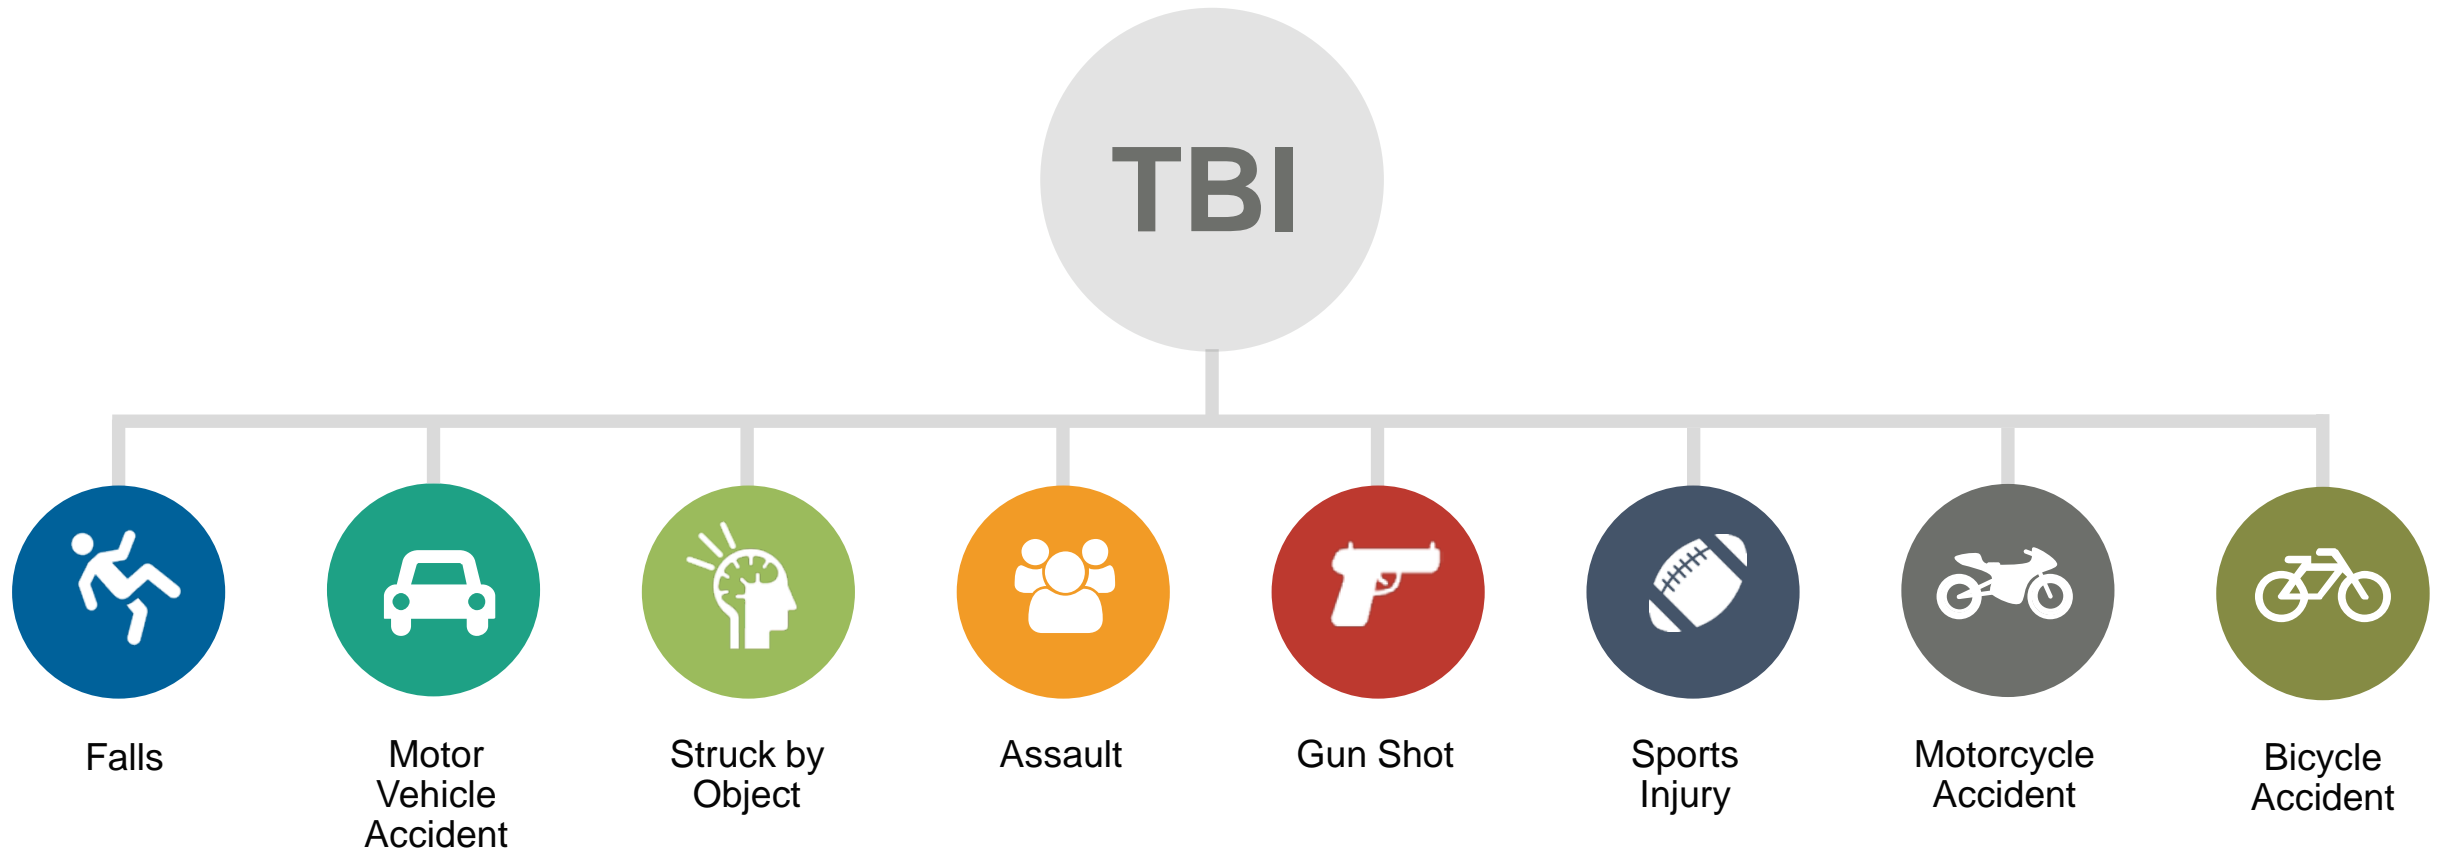 TBI
Falls
Motor
Vehicle
Accident
Struck by
Object
Assault
Gun Shot
Sports
Injury
Motorcycle
Accident
Bicycle
Accident